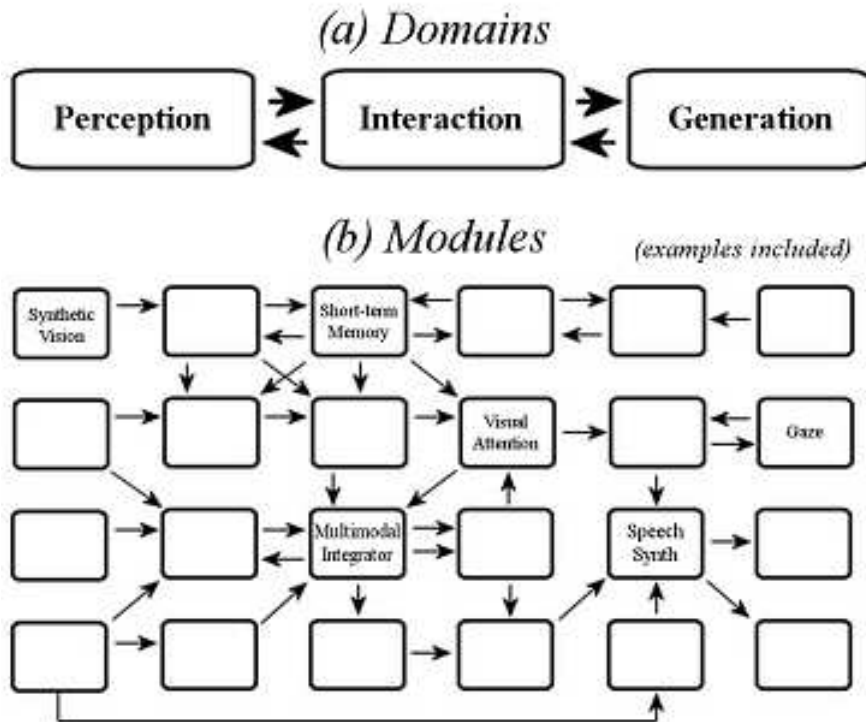 (a) Domains
Perception
Interaction
Generation
(b) Modules
(examples included)
Synthetic
Vision
Short-term
Memory
Visual
Attention
Gaze
Multimodal
Integrator
Speech
Synth